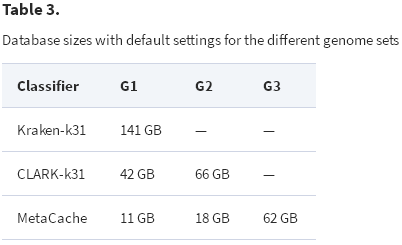 Table 3.
Database sizes with default settings for the different genome sets
Classifier G1 G2 G3
Kraken-k31 141 GB — —
CLARK-k31 42 GB 66 GB —
MetaCache 11 GB 18 GB 62 GB